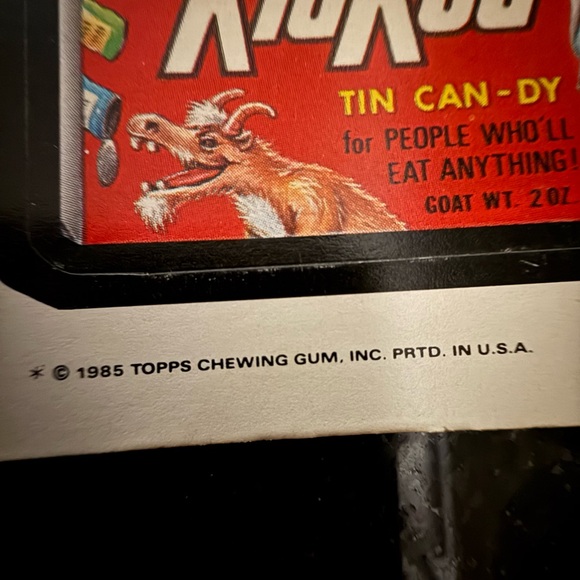 KidKod
TIN CAN-DY
for PEOPLE WHO'LL
EAT ANYTHING!
GOAT WT. 2 OZ.
* © 1985 TOPPS CHEWING GUM, INC. PRTD. IN U.S.A.